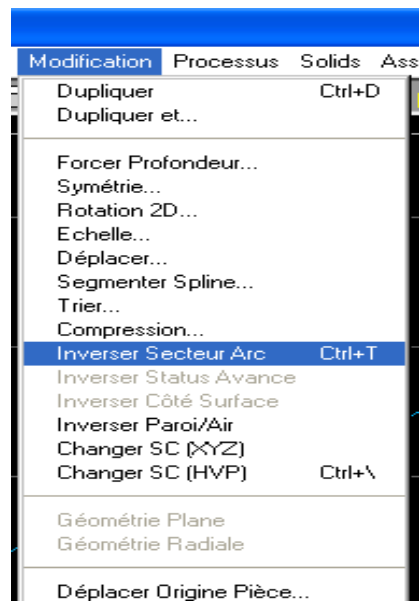 Modification Processus Solids Ass
Dupliquer Ctrl+D
Dupliquer et...
Forcer Profondeur...
Symétrie...
Rotation 2D...
Echelle...
Déplacer...
Segmenter Spline...
Trier...
Compression...
Inverser Secteur Arc Ctrl+T
Inverser Status Avance
Inverser Côté Surface
Inverser Paroi/Air
Changer SC (XYZ)
Changer SC (HVP) Ctrl+\
Géométrie Plane
Géométrie Radiale
Déplacer Origine Pièce...